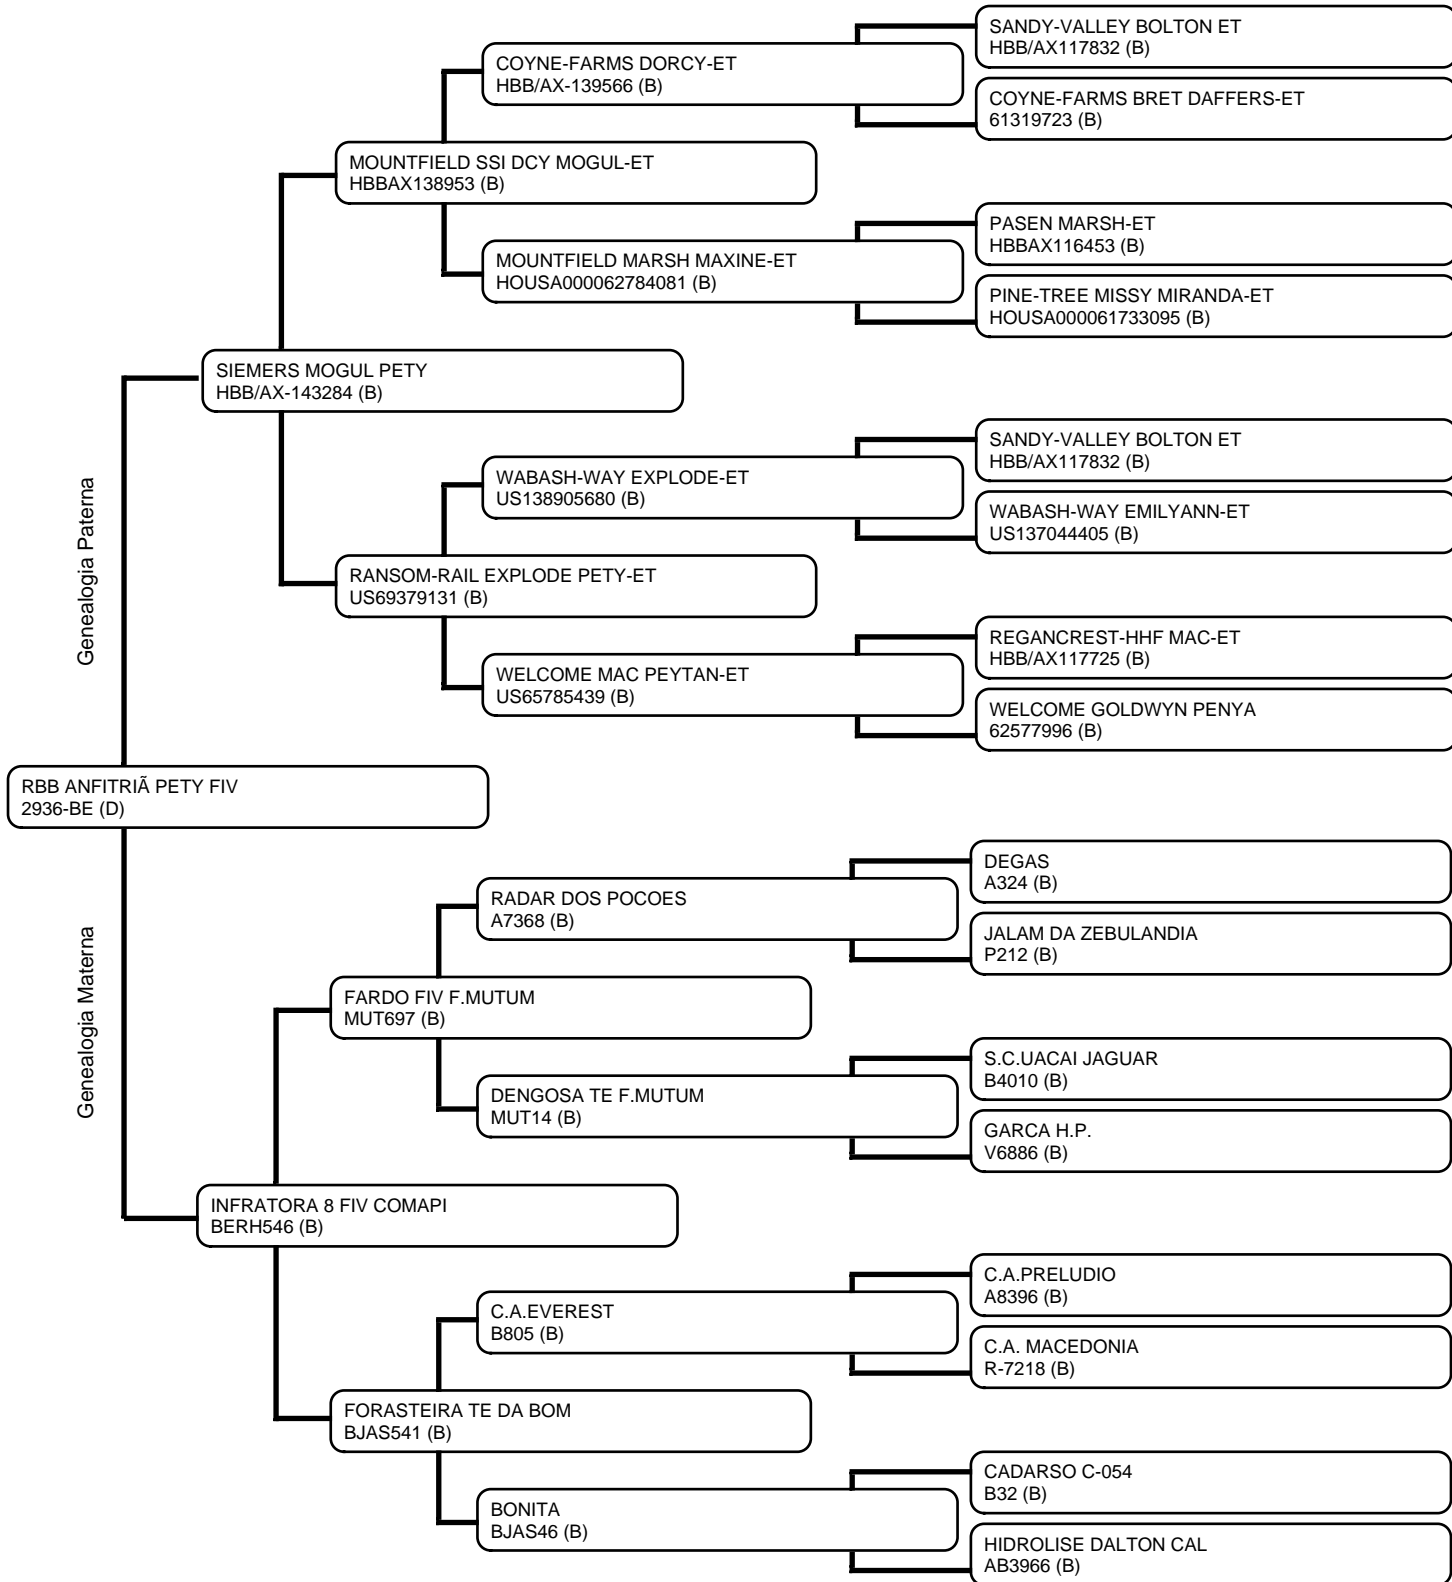 SANDY-VALLEY BOLTON ET
HBB/AX117832 (B)
COYNE-FARMS DORCY-ET
HBB/AX-139566 (B)
COYNE-FARMS BRET DAFFERS-ET
61319723 (B)
MOUNTFIELD SSI DCY MOGUL-ET
HBBAX138953 (B)
PASEN MARSH-ET
HBBAX116453 (B)
MOUNTFIELD MARSH MAXINE-ET
HOUSA000062784081 (B)
PINE-TREE MISSY MIRANDA-ET
HOUSA000061733095 (B)
SIEMERS MOGUL PETY
HBB/AX-143284 (B)
SANDY-VALLEY BOLTON ET
HBB/AX117832 (B)
WABASH-WAY EXPLODE-ET
US138905680 (B)
WABASH-WAY EMILYANN-ET
US137044405 (B)
Genealogia Paterna
RANSOM-RAIL EXPLODE PETY-ET
US69379131 (B)
REGANCREST-HHF MAC-ET
HBB/AX117725 (B)
WELCOME MAC PEYTAN-ET
US65785439 (B)
WELCOME GOLDWYN PENYA
62577996 (B)
RBB ANFITRIÃ PETY FIV
2936-BE (D)
DEGAS
A324 (B)
RADAR DOS POCOES
A7368 (B)
JALAM DA ZEBULANDIA
P212 (B)
Genealogia Materna
FARDO FIV F.MUTUM
MUT697 (B)
S.C.UACAI JAGUAR
B4010 (B)
DENGOSA TE F.MUTUM
MUT14 (B)
GARCA H.P.
V6886 (B)
INFRATORA 8 FIV COMAPI
BERH546 (B)
C.A.PRELUDIO
A8396 (B)
C.A.EVEREST
B805 (B)
C.A. MACEDONIA
R-7218 (B)
FORASTEIRA TE DA BOM
BJAS541 (B)
CADARSO C-054
B32 (B)
BONITA
BJAS46 (B)
HIDROLISE DALTON CAL
AB3966 (B)